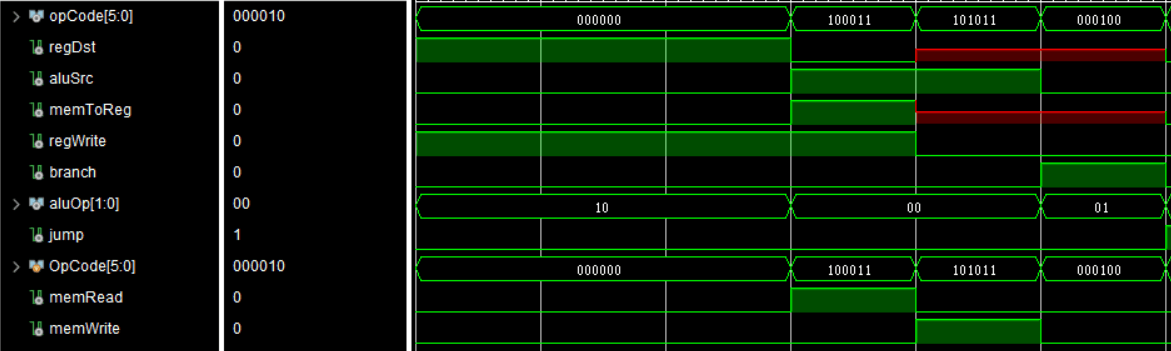 opCode[5:0] 000010 000000 100011 101011 000100
regDst 0
aluSrc 0
memToReg 0
regWrite 0
branch 0
aluOp[1:0] 00 10 00 01
jump 1
OpCode[5:0] 000010 000000 100011 101011 000100
memRead 0
memWrite 0